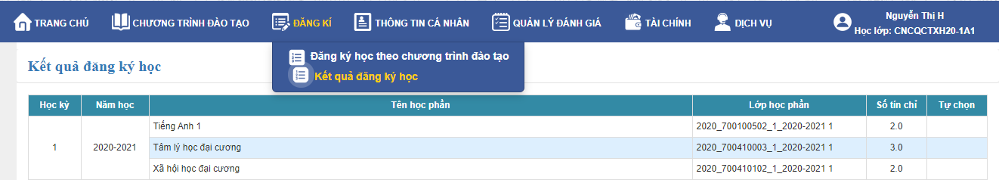 TRANG CHỦ CHƯƠNG TRÌNH ĐÀO TẠO ĐĂNG KÍ THÔNG TIN CÁ NHÂN QUẢN LÝ ĐÁNH GIÁ TÀI CHÍNH DỊCH VỤ Nguyễn Thị H
Học lớp: CNCQCTXH20-1A1
Đăng ký học theo chương trình đào tạo
Kết quả đăng ký học
Kết quả đăng ký học
Học kỳ Năm học Tên học phần Lớp học phần Số tín chỉ Tự chọn
Tiếng Anh 1 2020_700100502_1_2020-2021 1 2.0
1 2020-2021 Tâm lý học đại cương 2020_700410003_1_2020-2021 1 3.0
Xã hội học đại cương 2020_700410102_1_2020-2021 1 2.0